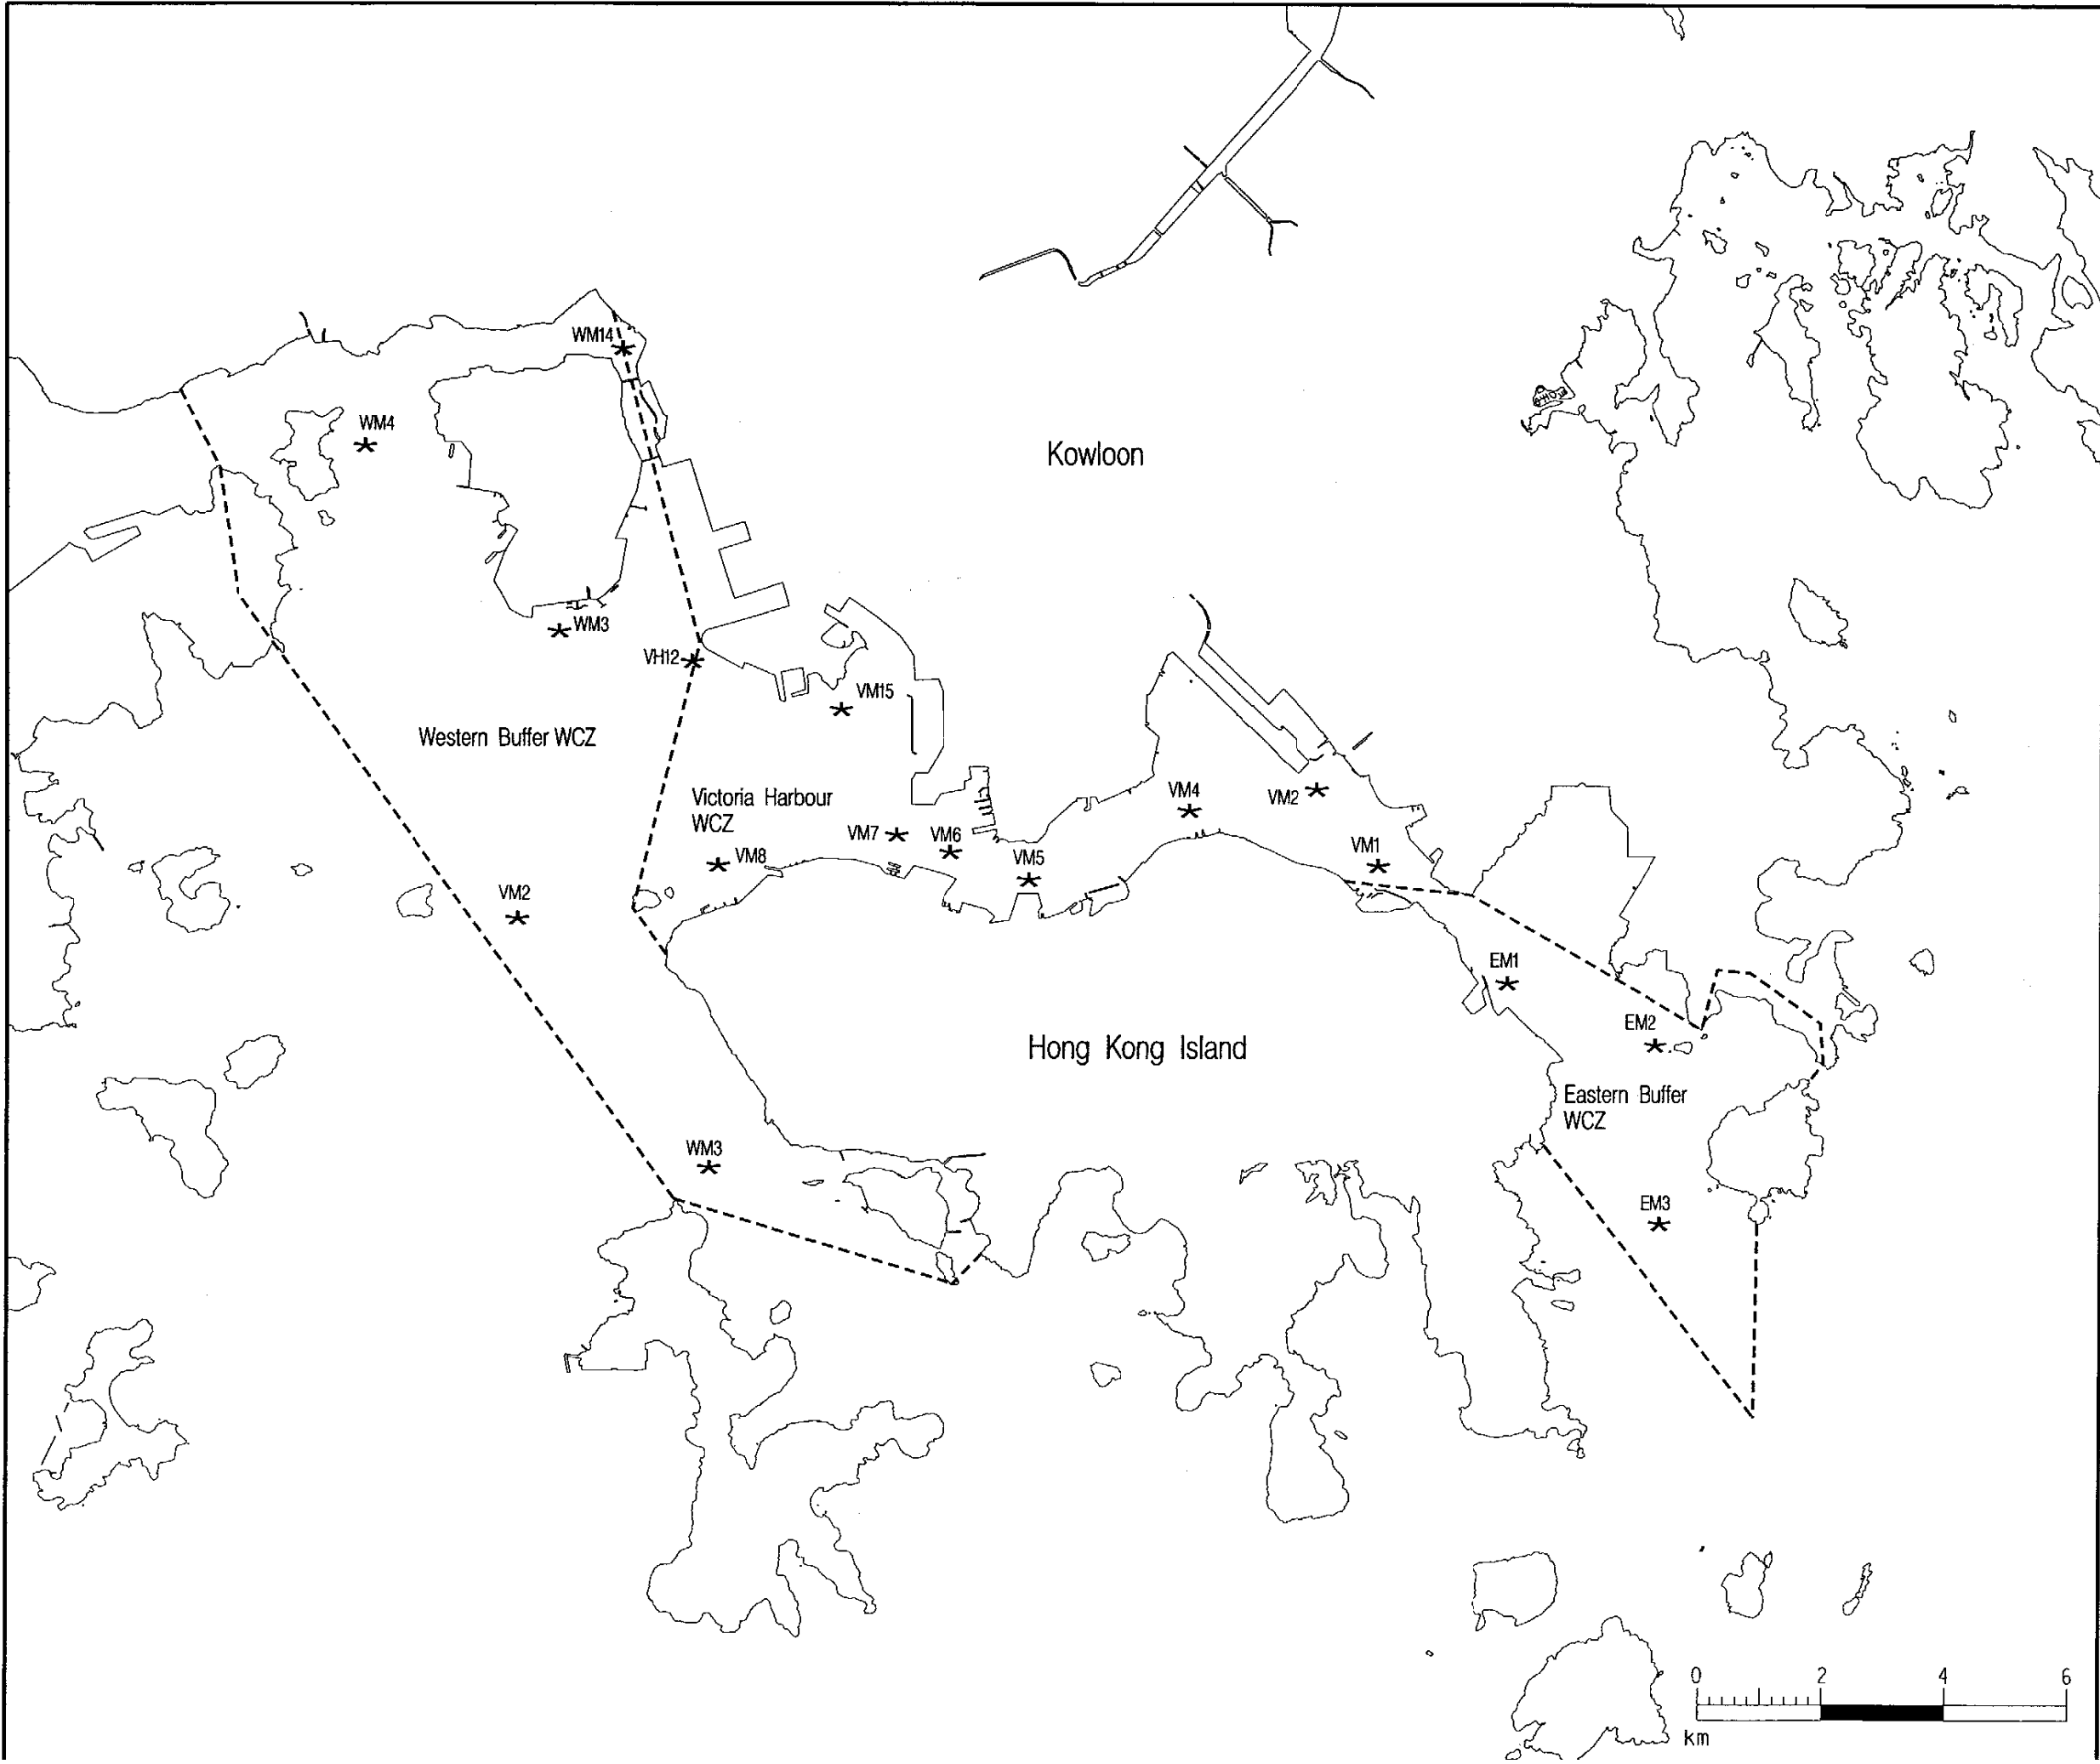 WM14
WM4
Kowloon
WM3
VH12
VM15
Western Buffer WCZ
Victoria Harbour
WCZ
VM4
VM2
VM7
VM6
VM5
VM8
VM1
VM2
EM1
Hong Kong Island
EM2
Eastern Buffer
WCZ
WM3
EM3
0 2 4 6
km